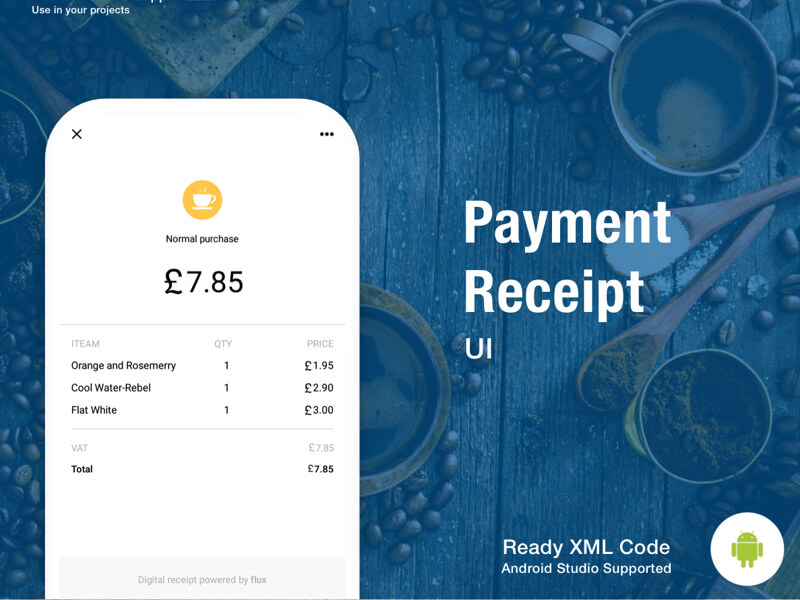 Use in your projects
Normal purchase
£7.85
ITEAM QTY PRICE
Orange and Rosemerry 1 £1.95
Cool Water-Rebel 1 £2.90
Flat White 1 £3.00
VAT £7.85
Total £7.85
Digital receipt powered by flux
Payment
Receipt
UI
Ready XML Code
Android Studio Supported